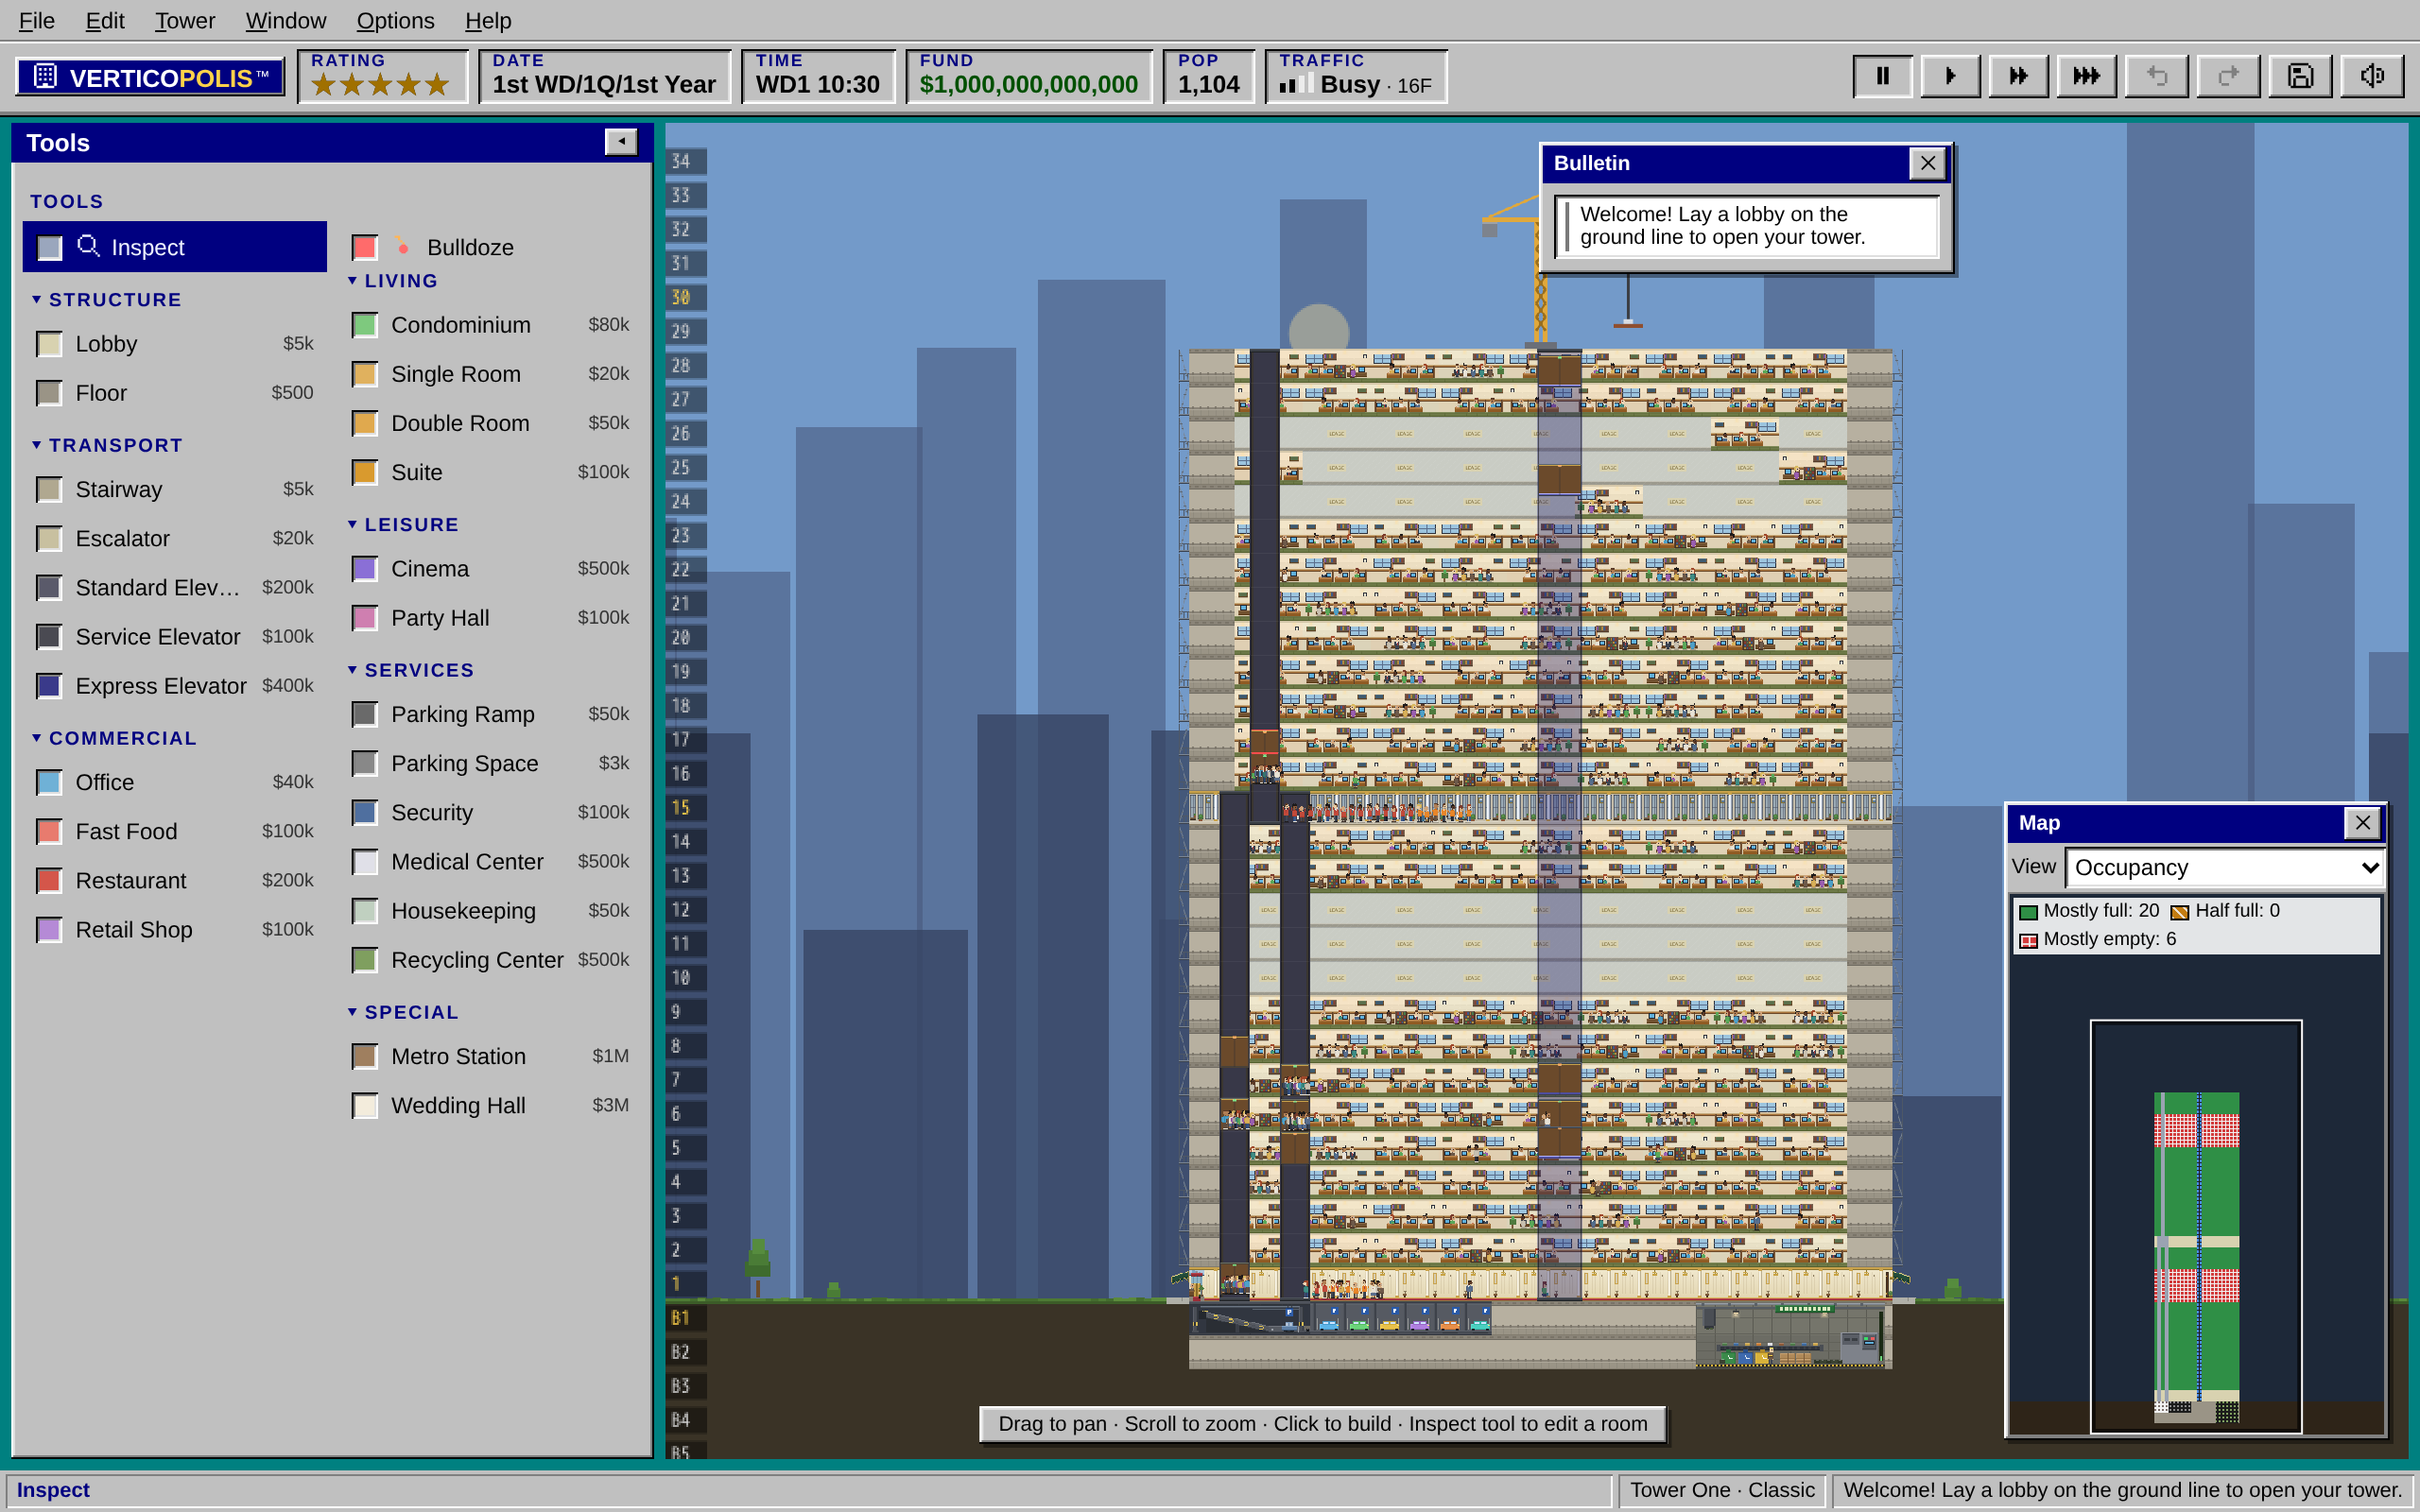 File Edit Tower Window Options Help
VERTICOPOLIS™
RATING
DATE
1st WD/1Q/1st Year
TIME
WD1 10:30
FUND
$1,000,000,000,000
POP
1,104
TRAFFIC
Busy · 16F
Tools
TOOLS
Inspect
STRUCTURE
Lobby $5k
Floor $500
TRANSPORT
Stairway $5k
Escalator $20k
Standard Elev… $200k
Service Elevator $100k
Express Elevator $400k
COMMERCIAL
Office $40k
Fast Food $100k
Restaurant $200k
Retail Shop $100k
Bulldoze
LIVING
Condominium $80k
Single Room $20k
Double Room $50k
Suite $100k
LEISURE
Cinema $500k
Party Hall $100k
SERVICES
Parking Ramp $50k
Parking Space $3k
Security $100k
Medical Center $500k
Housekeeping $50k
Recycling Center $500k
SPECIAL
Metro Station $1M
Wedding Hall $3M
34
33
32
31
30
29
28
27
26
25
24
23
22
21
20
19
18
17
16
15
14
13
12
11
10
9
8
7
6
5
4
3
2
1
B1
B2
B3
B4
B5
Bulletin
Welcome! Lay a lobby on the
ground line to open your tower.
Map
View Occupancy
Mostly full: 20 Half full: 0
Mostly empty: 6
Drag to pan · Scroll to zoom · Click to build · Inspect tool to edit a room
Inspect
Tower One · Classic
Welcome! Lay a lobby on the ground line to open your tower.